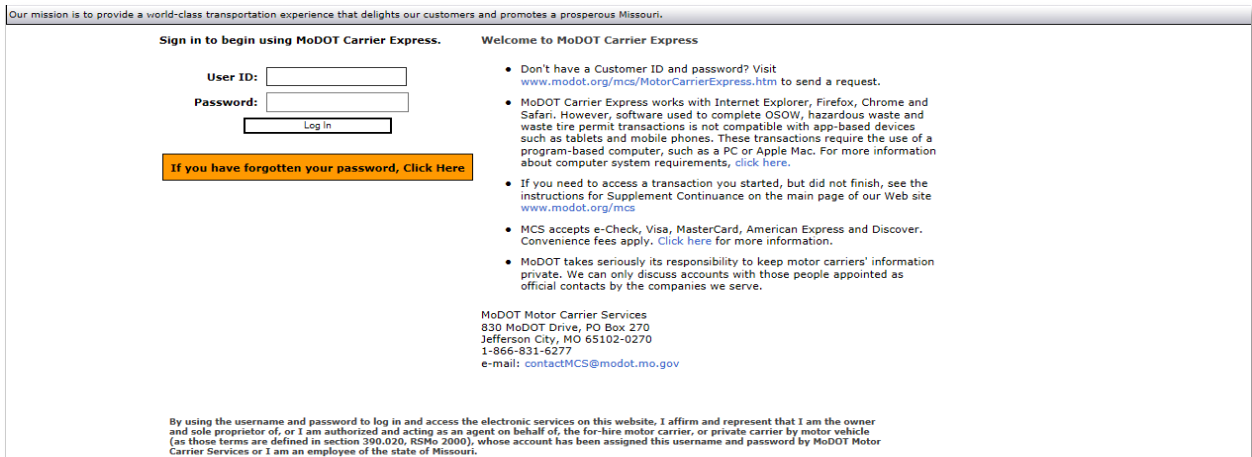 Our mission is to provide a world-class transportation experience that delights our customers and promotes a prosperous Missouri.
Sign in to begin using MoDOT Carrier Express.
User ID:
Password:
Log In
If you have forgotten your password, Click Here
Welcome to MoDOT Carrier Express
• Don't have a Customer ID and password? Visit
www.modot.org/mcs/MotorCarrierExpress.htm to send a request.
• MoDOT Carrier Express works with Internet Explorer, Firefox, Chrome and
Safari. However, software used to complete OSOW, hazardous waste and
waste tire permit transactions is not compatible with app-based devices
such as tablets and mobile phones. These transactions require the use of a
program-based computer, such as a PC or Apple Mac. For more information
about computer system requirements, click here.
• If you need to access a transaction you started, but did not finish, see the
instructions for Supplement Continuance on the main page of our Web site
www.modot.org/mcs
• MCS accepts e-Check, Visa, MasterCard, American Express and Discover.
Convenience fees apply. Click here for more information.
• MoDOT takes seriously its responsibility to keep motor carriers' information
private. We can only discuss accounts with those people appointed as
official contacts by the companies we serve.
MoDOT Motor Carrier Services
830 MoDOT Drive, PO Box 270
Jefferson City, MO 65102-0270
1-866-831-6277
e-mail: contactMCS@modot.mo.gov
By using the username and password to log in and access the electronic services on this website, I affirm and represent that I am the owner
and sole proprietor of, or I am authorized and acting as an agent on behalf of, the for-hire motor carrier, or private carrier by motor vehicle
(as those terms are defined in section 390.020, RSMo 2000), whose account has been assigned this username and password by MoDOT Motor
Carrier Services or I am an employee of the state of Missouri.